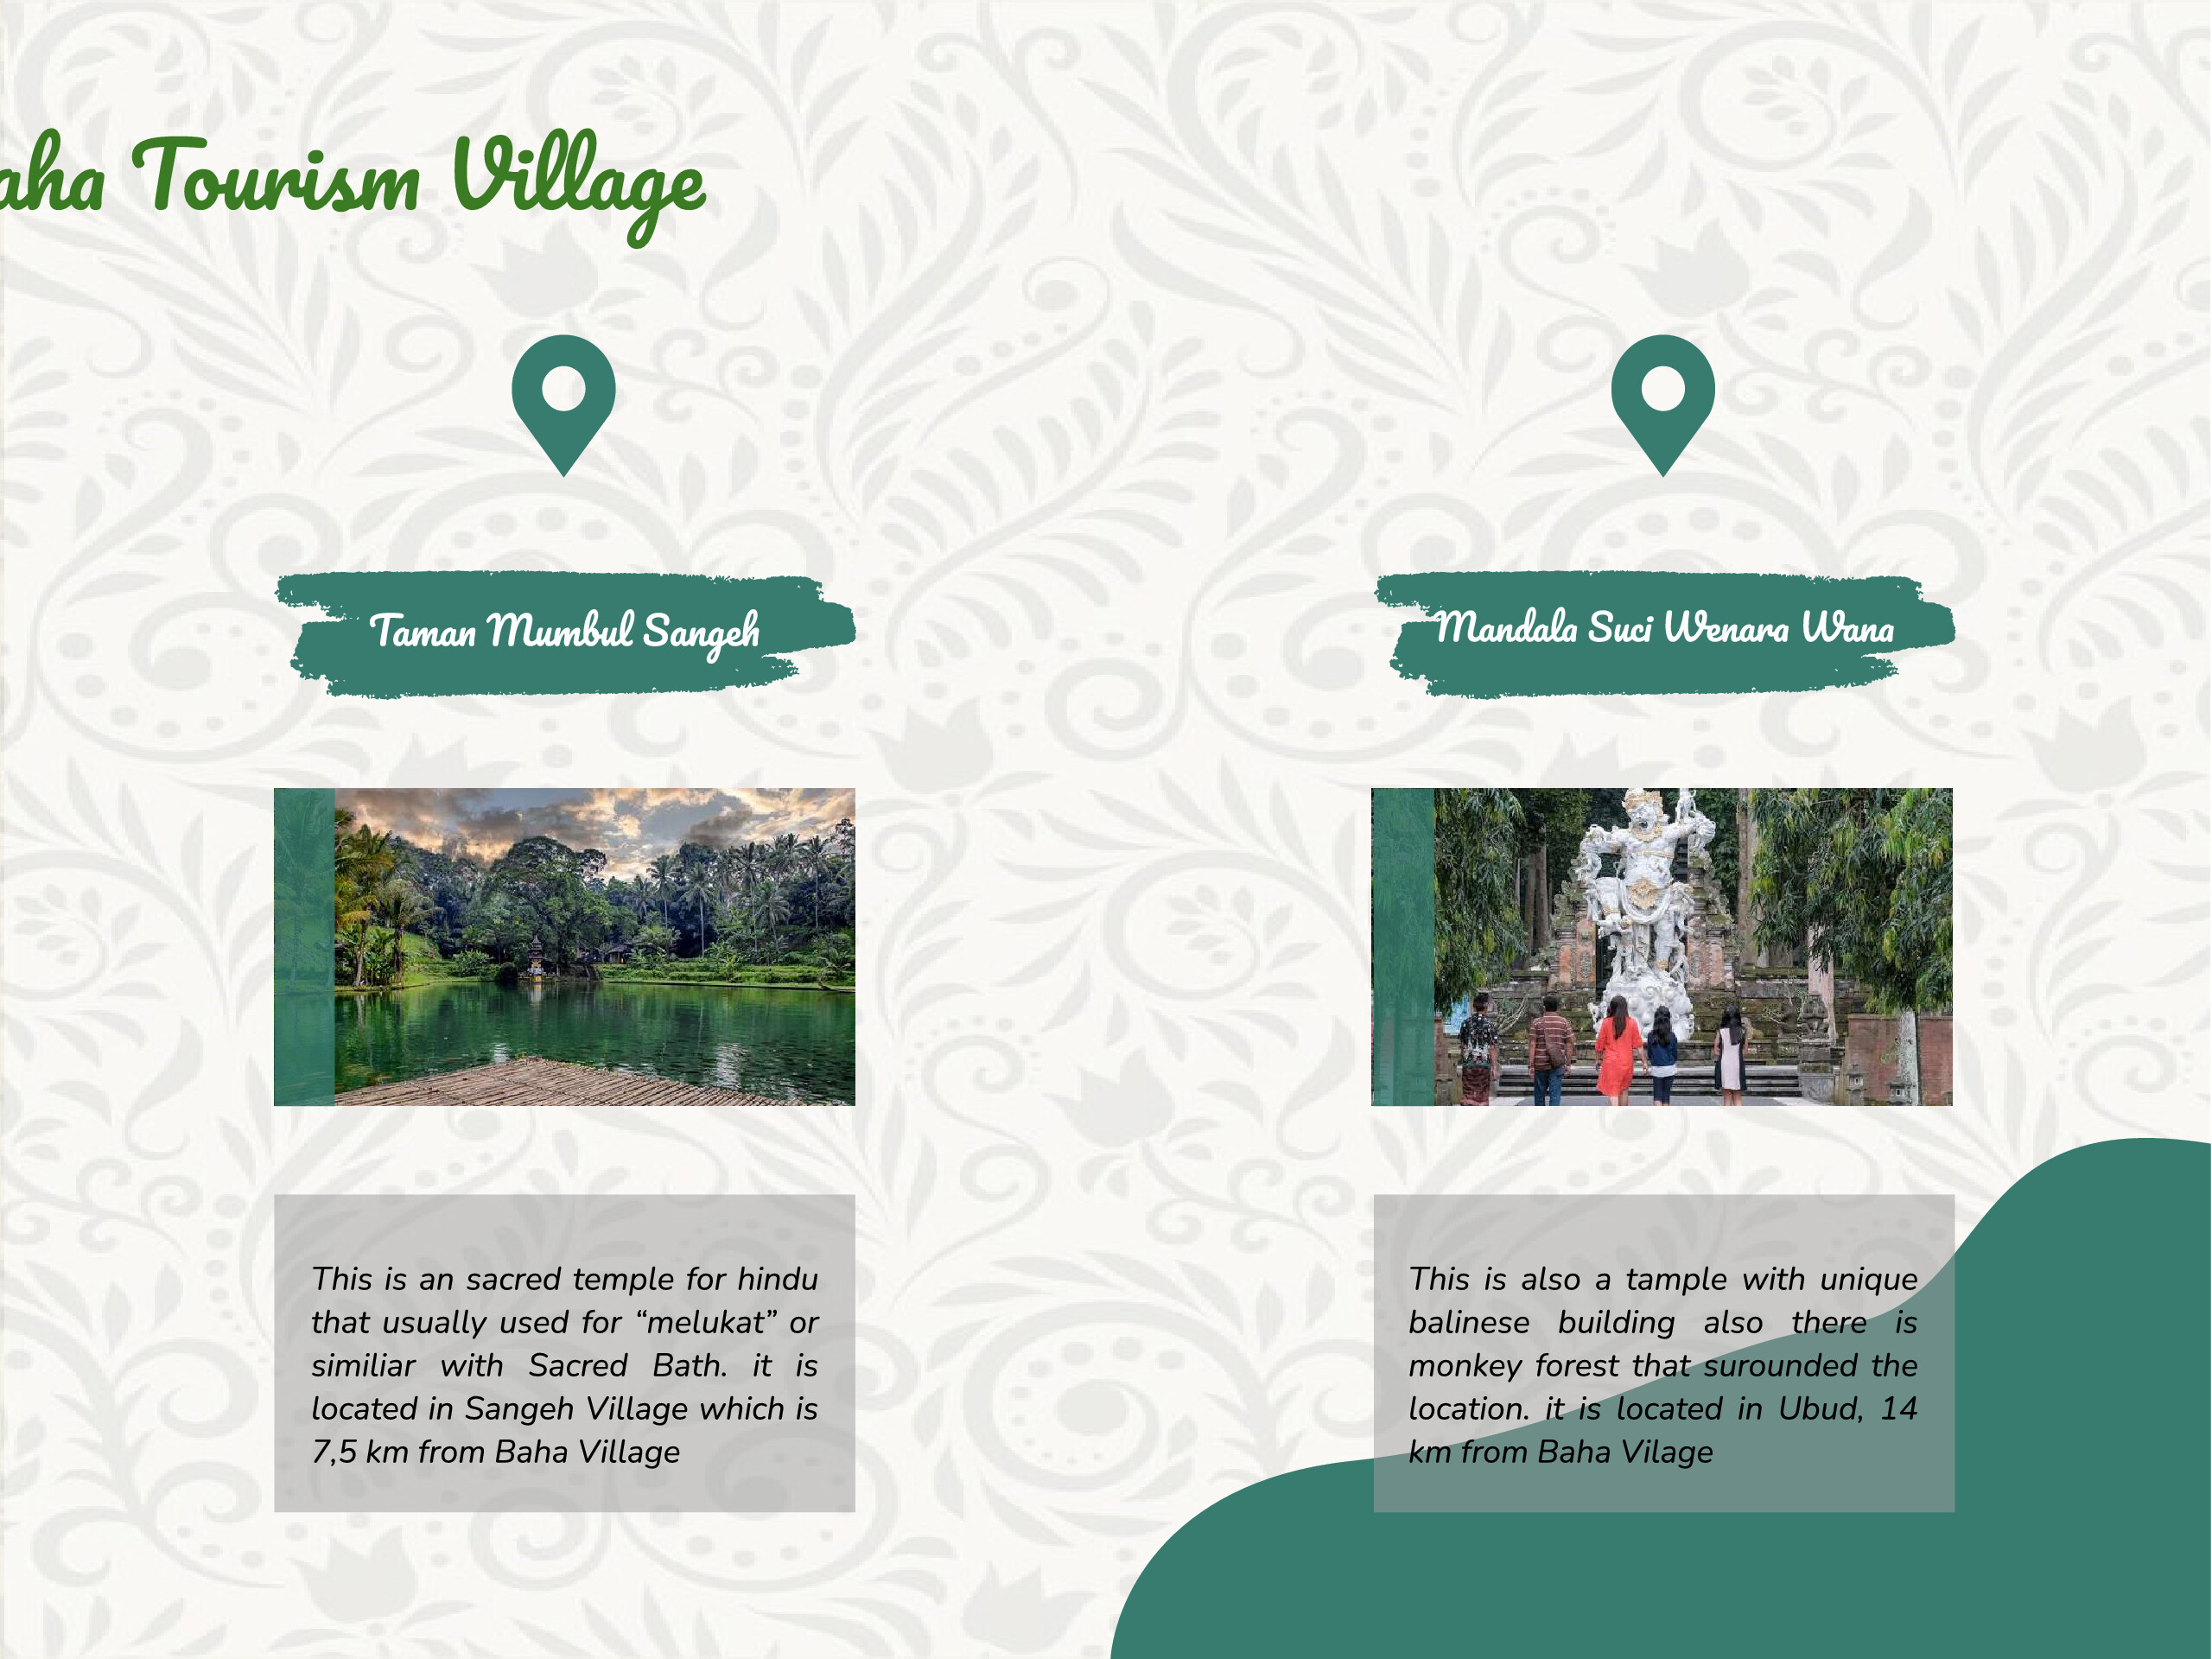 aha Tourism Village
Taman Mumbul Sangeh
This is an sacred temple for hindu
that usually used for “melukat” or
similiar with Sacred Bath. it is
located in Sangeh Village which is
7,5 km from Baha Village
Mandala Suci Wenara Wana
This is also a tample with unique
balinese building also there is
monkey forest that surounded the
location. it is located in Ubud, 14
km from Baha Vilage